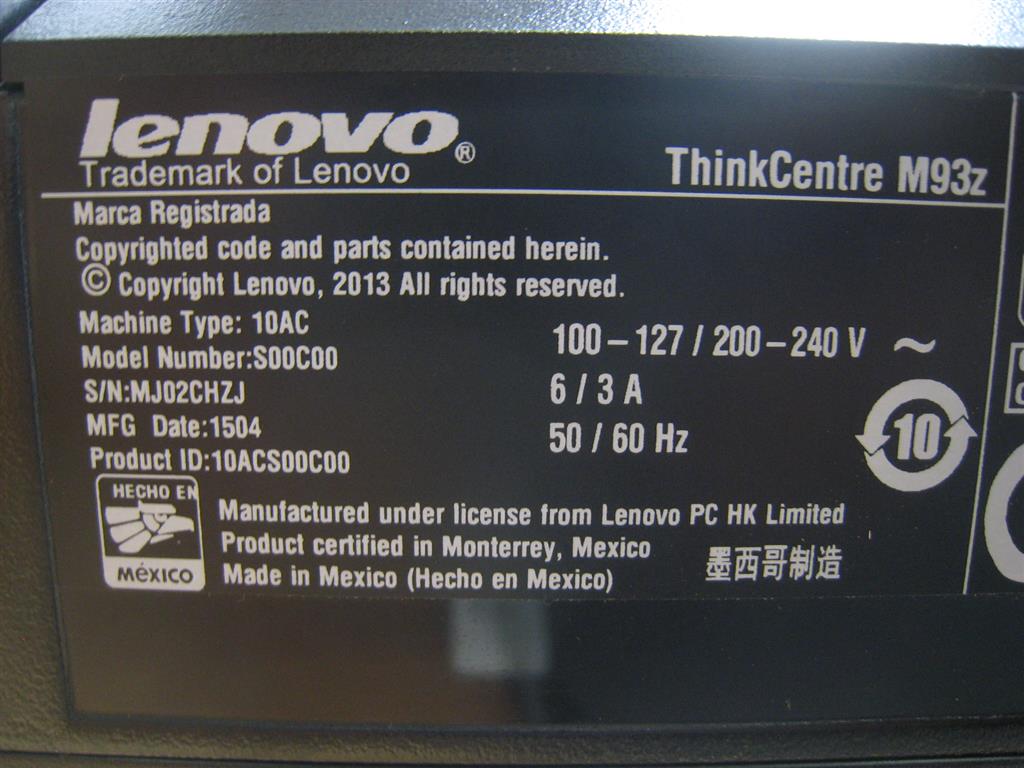 lenovo®
Trademark of Lenovo
ThinkCentre M93z
Marca Registrada
Copyrighted code and parts contained herein.
© Copyright Lenovo, 2013 All rights reserved.
Machine Type: 10AC
Model Number:S00C00
S/N:MJ02CHZJ
MFG Date:1504
Product ID:10ACS00C00
100–127 / 200–240 V ~
6 / 3 A
50 / 60 Hz
10
HECHO EN
MéXICO
Manufactured under license from Lenovo PC HK Limited
Product certified in Monterrey, Mexico
Made in Mexico (Hecho en Mexico)
墨西哥制造